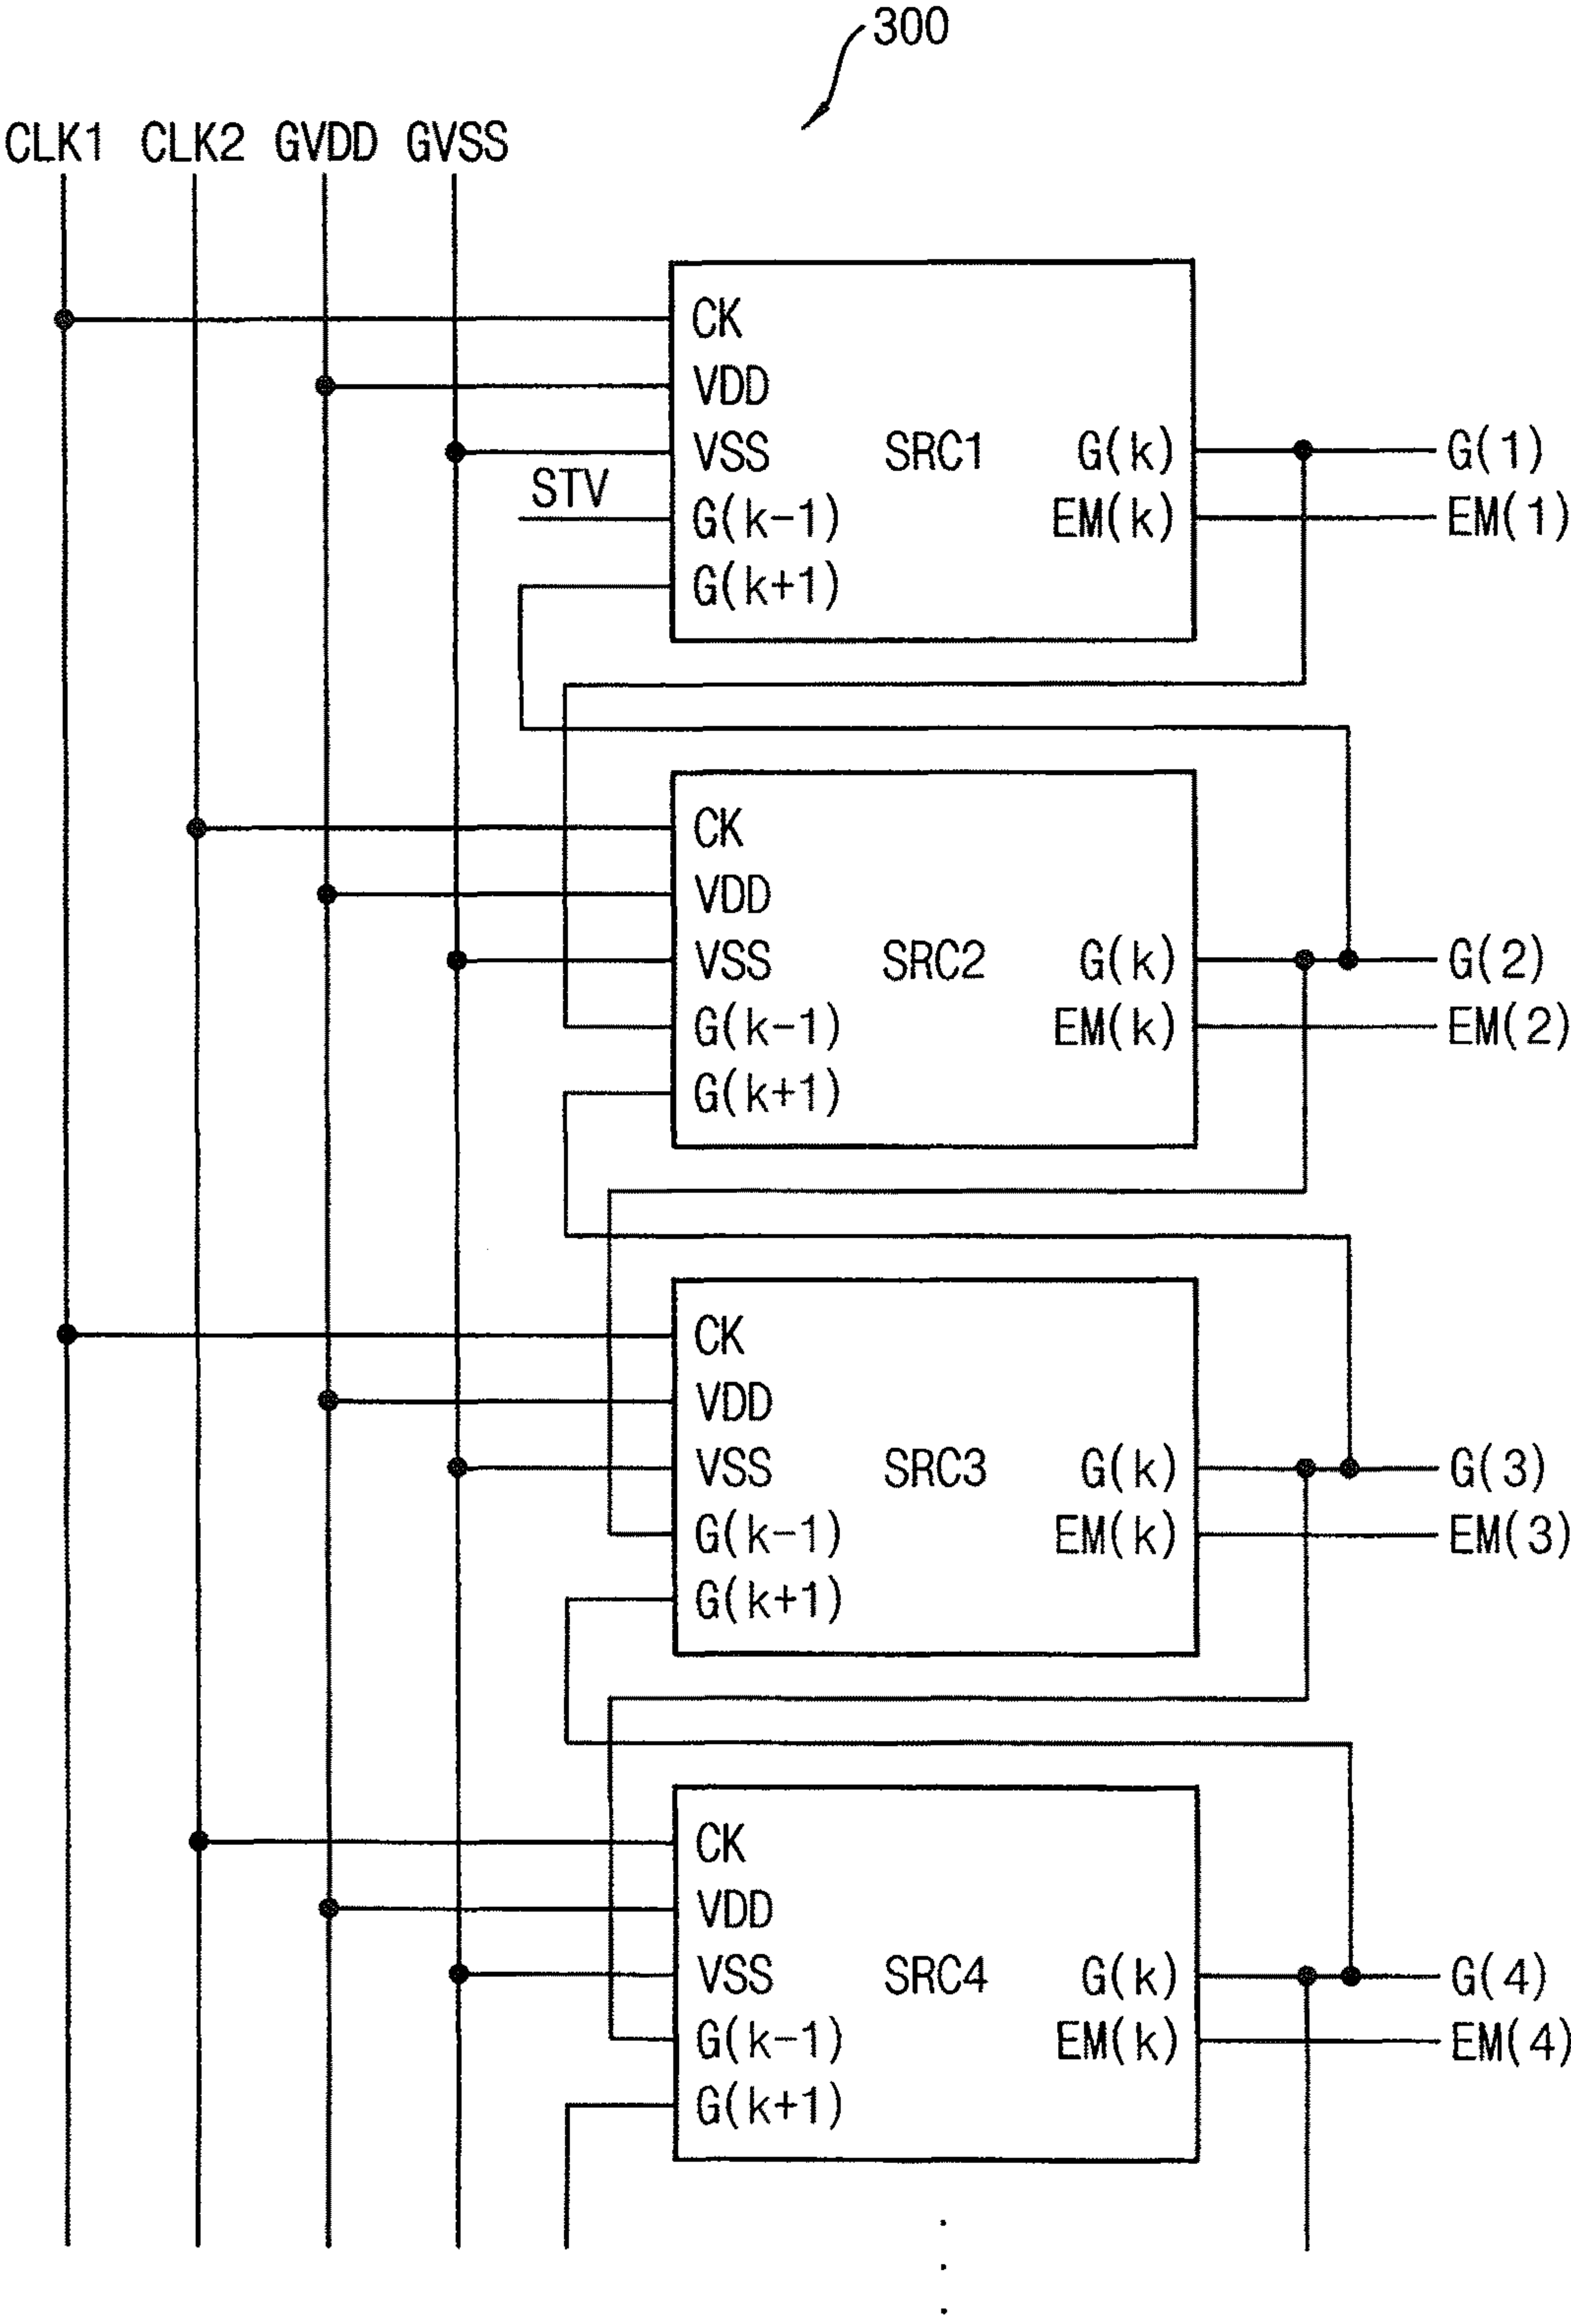 300
CLK1 CLK2 GVDD GVSS
CK
VDD
VSS SRC1 G(k) G(1)
STV
G(k-1) EM(k) EM(1)
G(k+1)
CK
VDD
VSS SRC2 G(k) G(2)
G(k-1) EM(k) EM(2)
G(k+1)
CK
VDD
VSS SRC3 G(k) G(3)
G(k-1) EM(k) EM(3)
G(k+1)
CK
VDD
VSS SRC4 G(k) G(4)
G(k-1) EM(k) EM(4)
G(k+1)